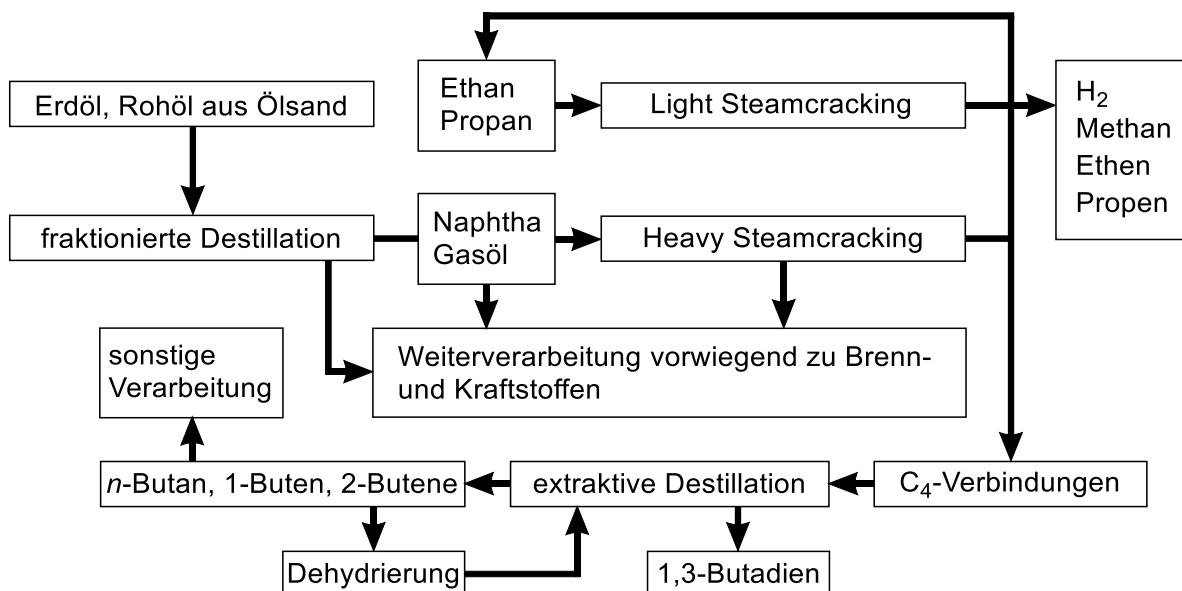 Erdöl, Rohöl aus Ölsand
Ethan
Propan
Light Steamcracking
H₂
Methan
Ethen
Propen
fraktionierte Destillation
Naphtha
Gasöl
Heavy Steamcracking
sonstige
Verarbeitung
Weiterverarbeitung vorwiegend zu Brenn-
und Kraftstoffen
n-Butan, 1-Buten, 2-Butene
extraktive Destillation
C₄-Verbindungen
Dehydrierung
1,3-Butadien